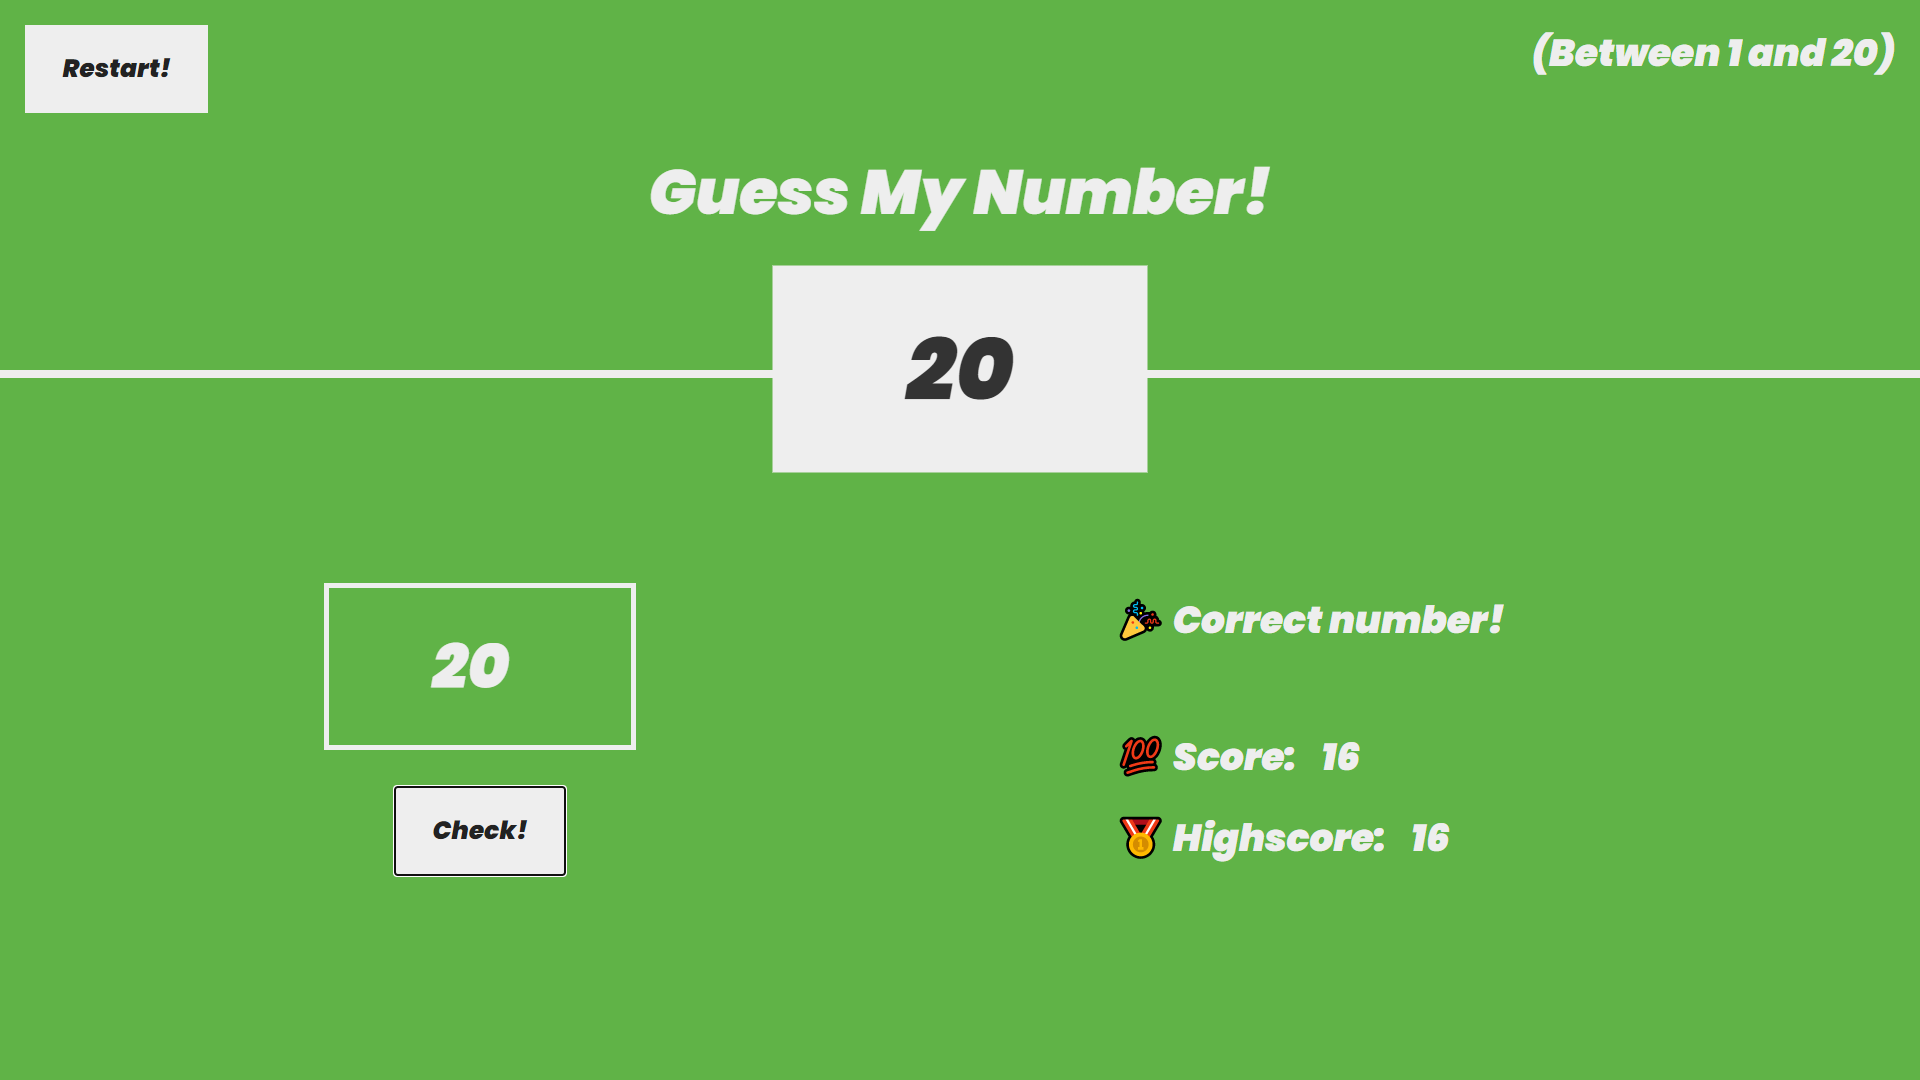 Restart!
(Between 1 and 20)
Guess My Number!
20
20
Check!
🎉 Correct number!
💯 Score: 16
🥇 Highscore: 16